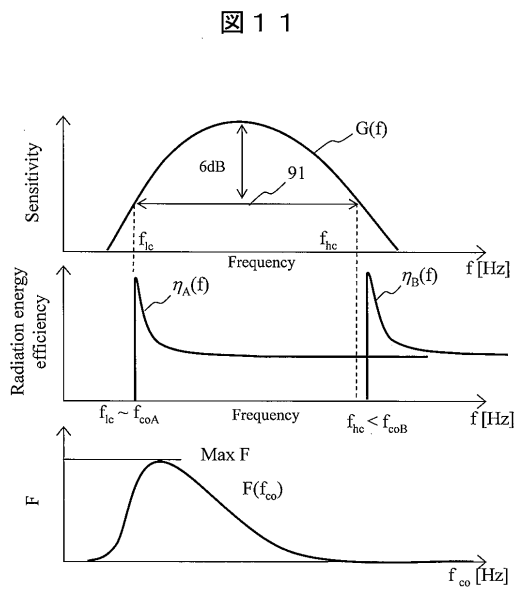 図11
Sensitivity
G(f)
6dB
91
f_lc
f_hc
Frequency
f [Hz]
Radiation energy
efficiency
η_A(f)
η_B(f)
f_lc ~ f_coA
Frequency
f_hc < f_coB
f [Hz]
F
Max F
F(f_co)
f_co [Hz]